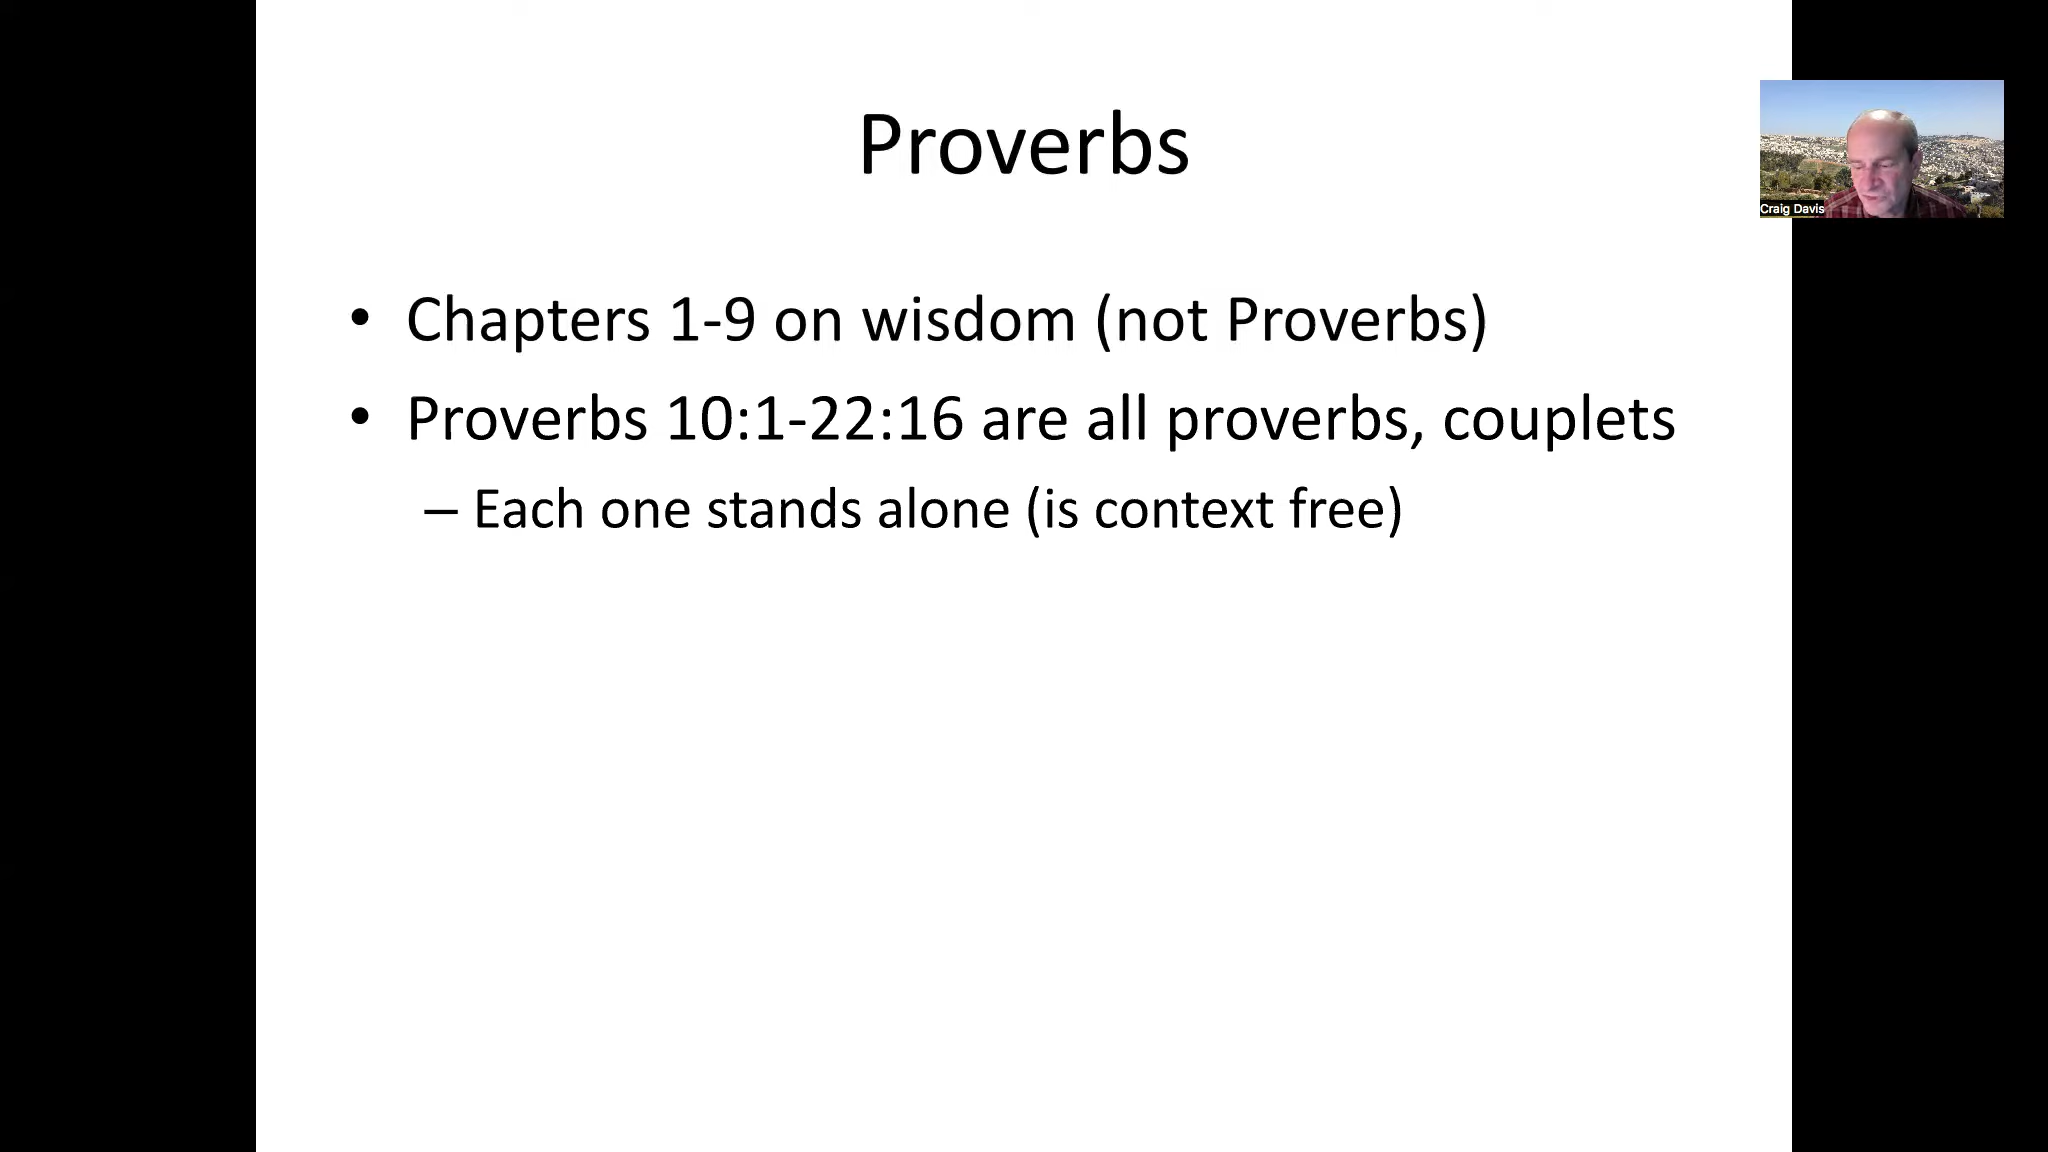 Proverbs
Craig Davis
• Chapters 1-9 on wisdom (not Proverbs)
• Proverbs 10:1-22:16 are all proverbs, couplets
– Each one stands alone (is context free)